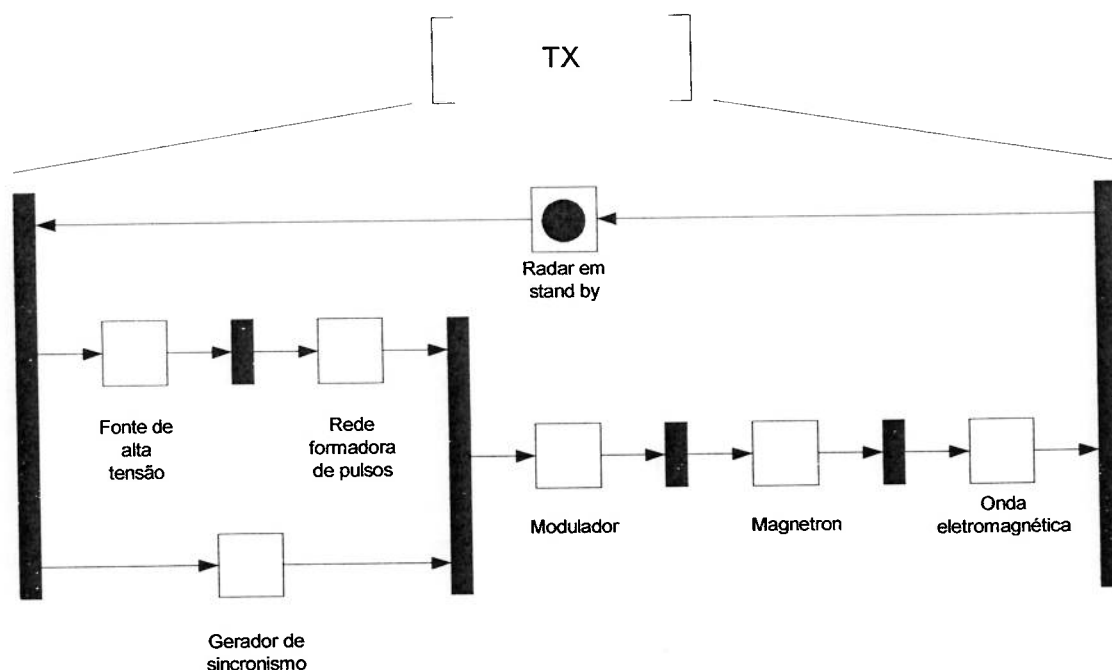 TX
Radar em
stand by
Fonte de
alta
tensão
Rede
formadora
de pulsos
Modulador
Magnetron
Onda
eletromagnética
Gerador de
sincronismo